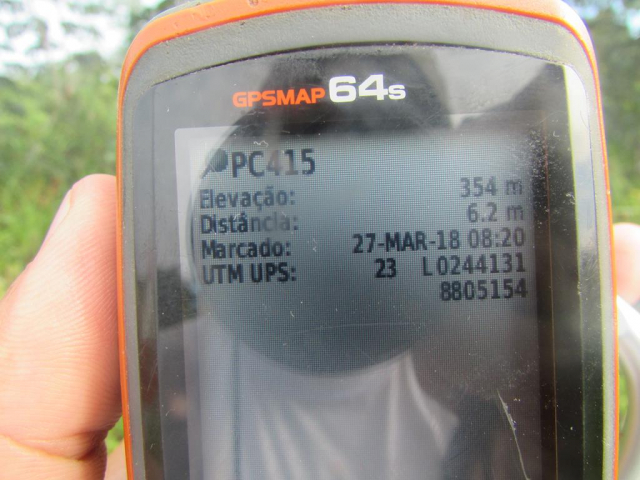 GPSMAP 64s
PC415
Elevação: 354 m
Distância: 6.2 m
Marcado: 27-MAR-18 08:20
UTM UPS: 23 L 0244131
8805154